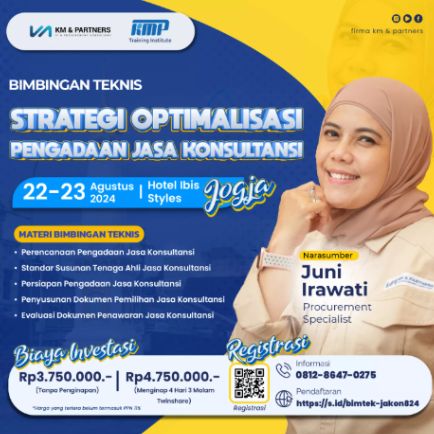 KM & PARTNERS
KMP
Training Institute
firma km & partners
BIMBINGAN TEKNIS
STRATEGI OPTIMALISASI
PENGADAAN JASA KONSULTANSI
22-23 Agustus 2024 | Hotel Ibis Styles Jogja
MATERI BIMBINGAN TEKNIS
• Perencanaan Pengadaan Jasa Konsultansi
• Standar Susunan Tenaga Ahli Jasa Konsultansi
• Persiapan Pengadaan Jasa Konsultansi
• Penyusunan Dokumen Pemilihan Jasa Konsultansi
• Evaluasi Dokumen Penawaran Jasa Konsultansi
Narasumber
Juni
Irawati
Procurement
Specialist
Biaya Investasi
Rp3.750.000.-
(Tanpa Penginapan)
Rp4.750.000.-
(Menginap 4 Hari 3 Malam
Twinshare)
*Harga yang tertera belum termasuk PPN 11%
Registrasi
Registrasi
Informasi
0812-8647-0275
Pendaftaran
https://s.id/bimtek-jakon824